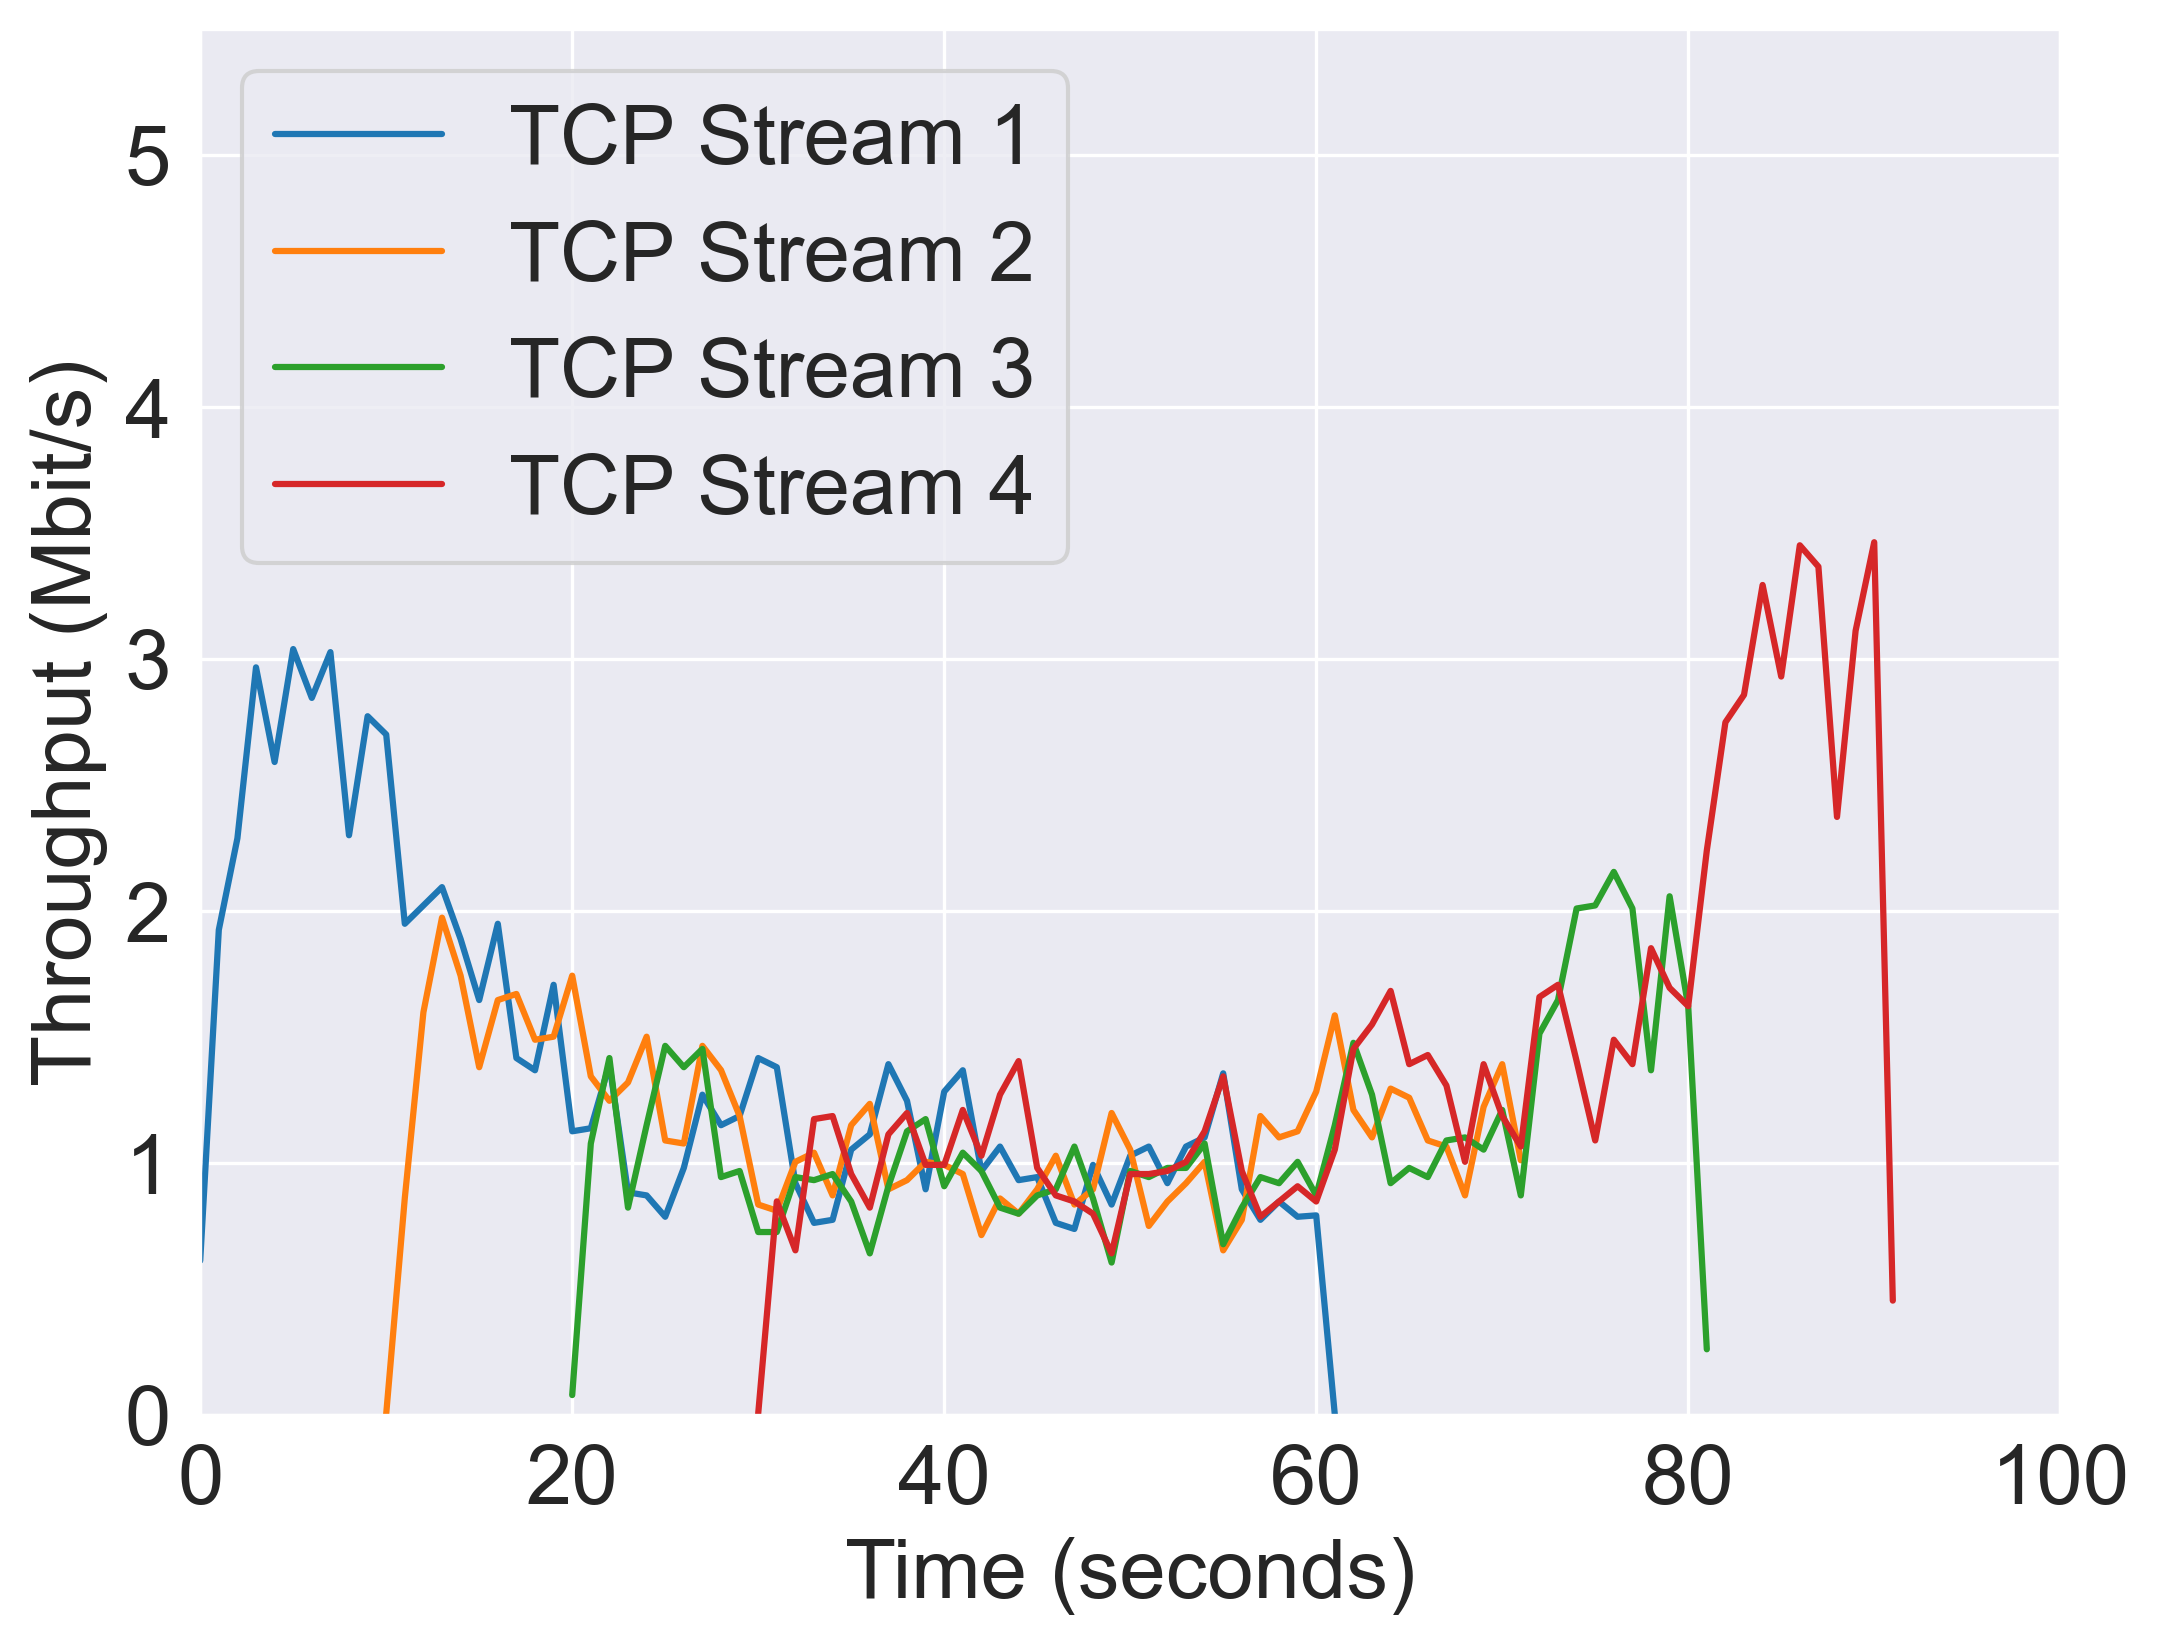 TCP Stream 1
TCP Stream 2
TCP Stream 3
TCP Stream 4
Throughput (Mbit/s)
5
4
3
2
1
0
0 20 40 60 80 100
Time (seconds)